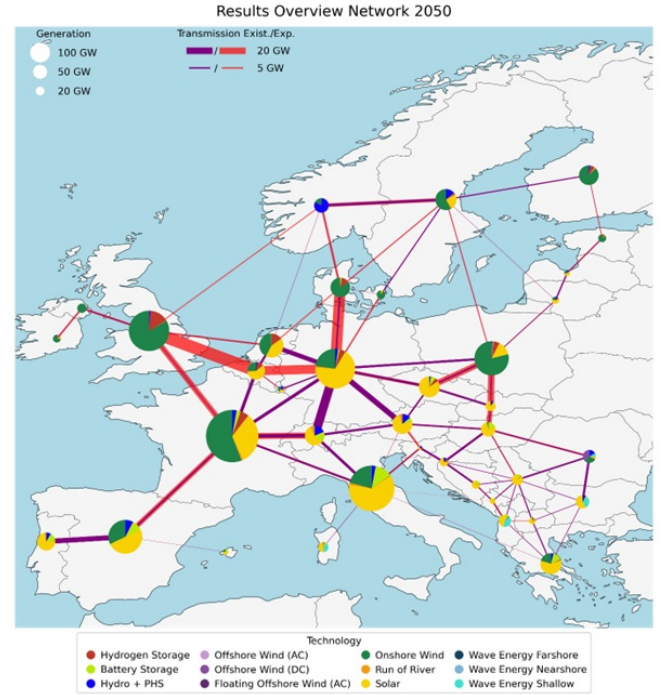 Results Overview Network 2050
Generation
100 GW
50 GW
20 GW
Transmission Exist./Exp.
/ 20 GW
/ 5 GW
Technology
Hydrogen Storage
Battery Storage
Hydro + PHS
Offshore Wind (AC)
Offshore Wind (DC)
Floating Offshore Wind (AC)
Onshore Wind
Run of River
Solar
Wave Energy Farshore
Wave Energy Nearshore
Wave Energy Shallow